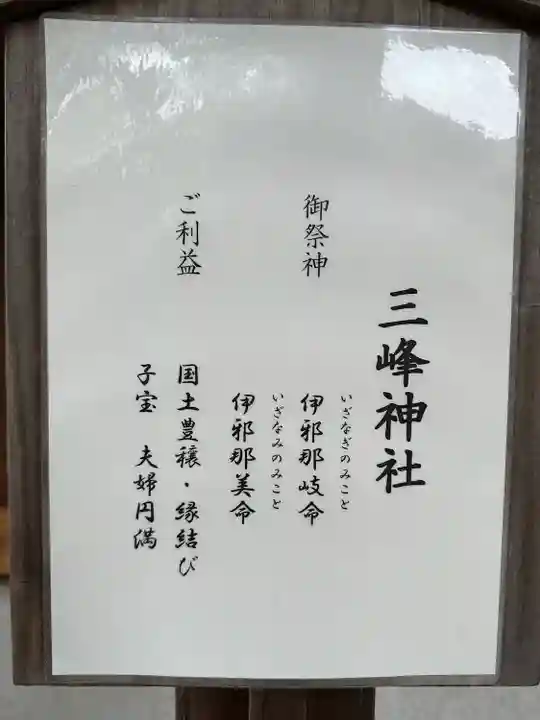 三峰神社
御祭神
いざなぎのみこと
伊邪那岐命
いざなみのみこと
伊邪那美命
ご利益
国土豊穣・縁結び
子宝 夫婦円満